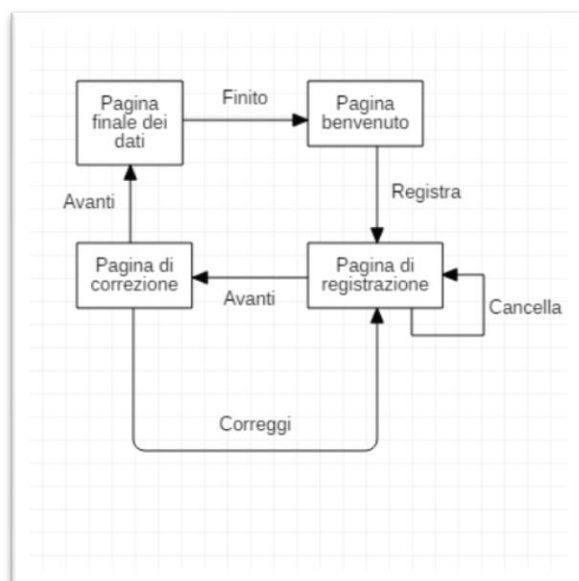 Pagina
finale dei
dati
Finito
Pagina
benvenuto
Avanti
Registra
Pagina di
correzione
Avanti
Pagina di
registrazione
Cancella
Correggi